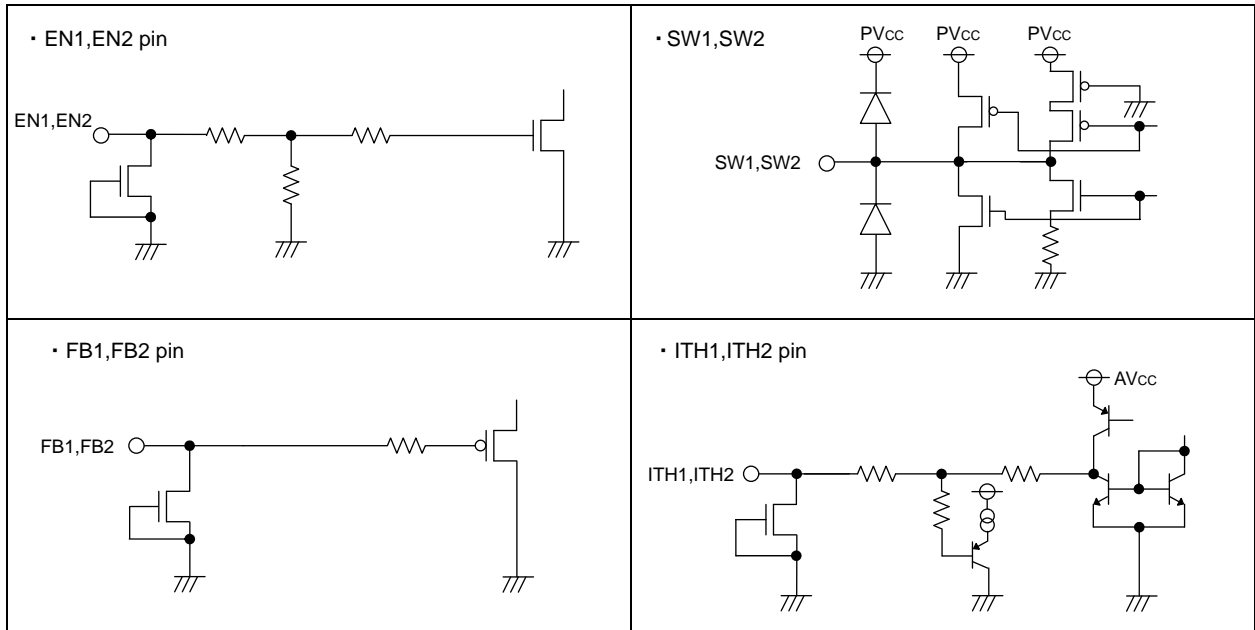 ・EN1,EN2 pin
EN1,EN2
・SW1,SW2
PVCC PVCC PVCC
SW1,SW2
・FB1,FB2 pin
FB1,FB2
・ITH1,ITH2 pin
AVCC
ITH1,ITH2